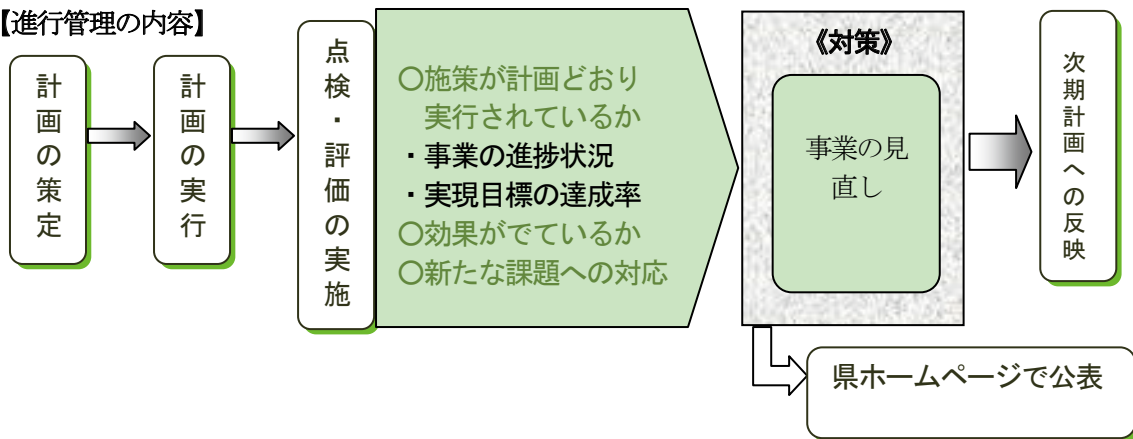 【進行管理の内容】
計画の策定
計画の実行
点検・評価の実施
○施策が計画どおり
実行されているか
・事業の進捗状況
・実現目標の達成率
○効果がでているか
○新たな課題への対応
《対策》
事業の見
直し
次期計画への反映
県ホームページで公表